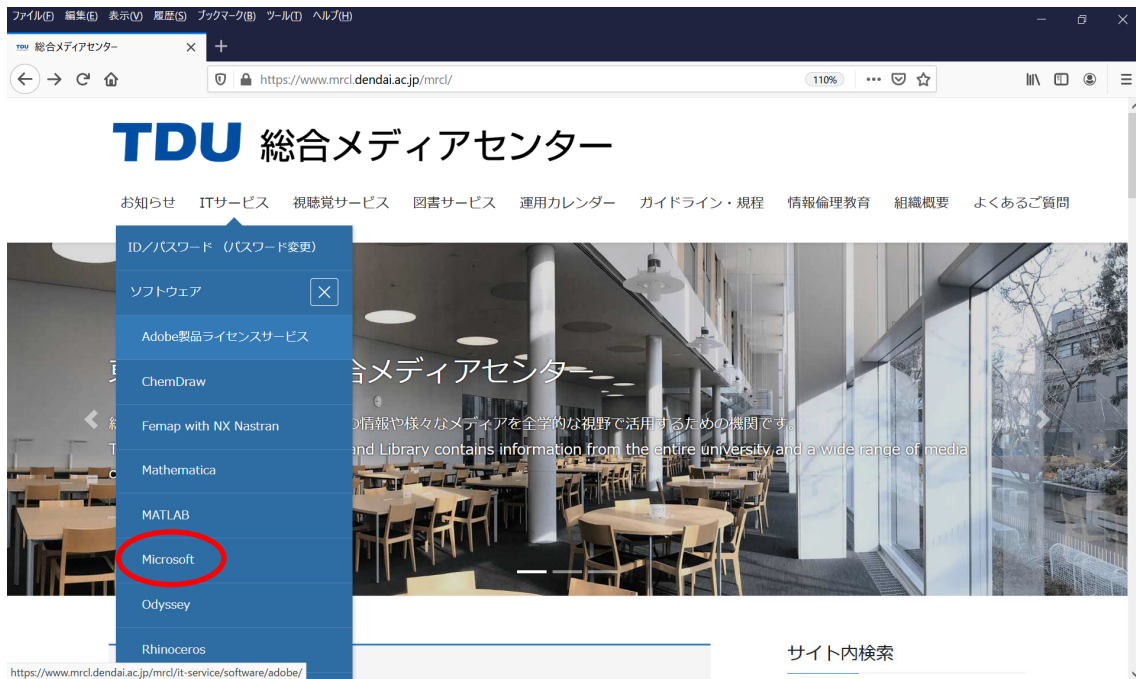 ファイル(F) 編集(E) 表示(V) 履歴(S) ブックマーク(B) ツール(T) ヘルプ(H)
TDU 総合メディアセンター-
https://www.mrcl.dendai.ac.jp/mrcl/
110%
TDU 総合メディアセンター
お知らせ ITサービス 視聴覚サービス 図書サービス 運用カレンダー ガイドライン・規程 情報倫理教育 組織概要 よくあるご質問
ID／パスワード （パスワード変更）
ソフトウェア
Adobe製品ライセンスサービス
合メディアセンター
ChemDraw
の情報や様々なメディアを全学的な視野で活用するための機関です。
Femap with NX Nastran
and Library contains information from the entire university and a wide range of media
Mathematica
MATLAB
Microsoft
Odyssey
Rhinoceros
サイト内検索
https://www.mrcl.dendai.ac.jp/mrcl/it-service/software/adobe/